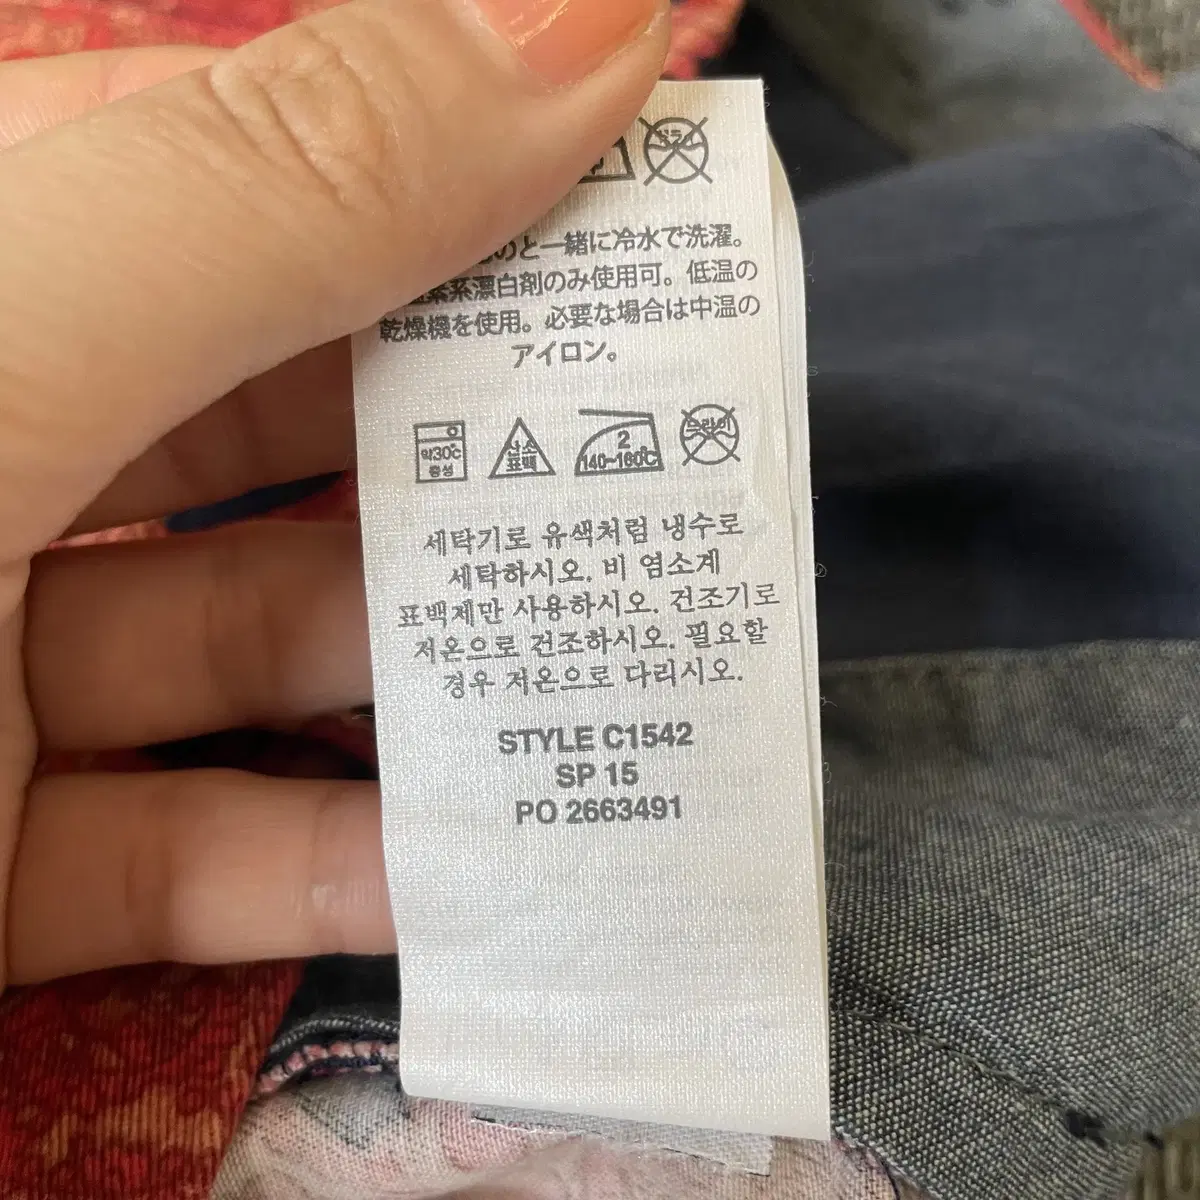 ドライ
のと一緒に冷水で洗濯。
素系漂白剤のみ使用可。低温の
乾燥機を使用。必要な場合は中温の
アイロン。
약30℃
중성
산소
표백
2
140~160℃
드라이
세탁기로 유색처럼 냉수로
세탁하시오. 비 염소계
표백제만 사용하시오. 건조기로
저온으로 건조하시오. 필요할
경우 저온으로 다리시오.
STYLE C1542
SP 15
PO 2663491